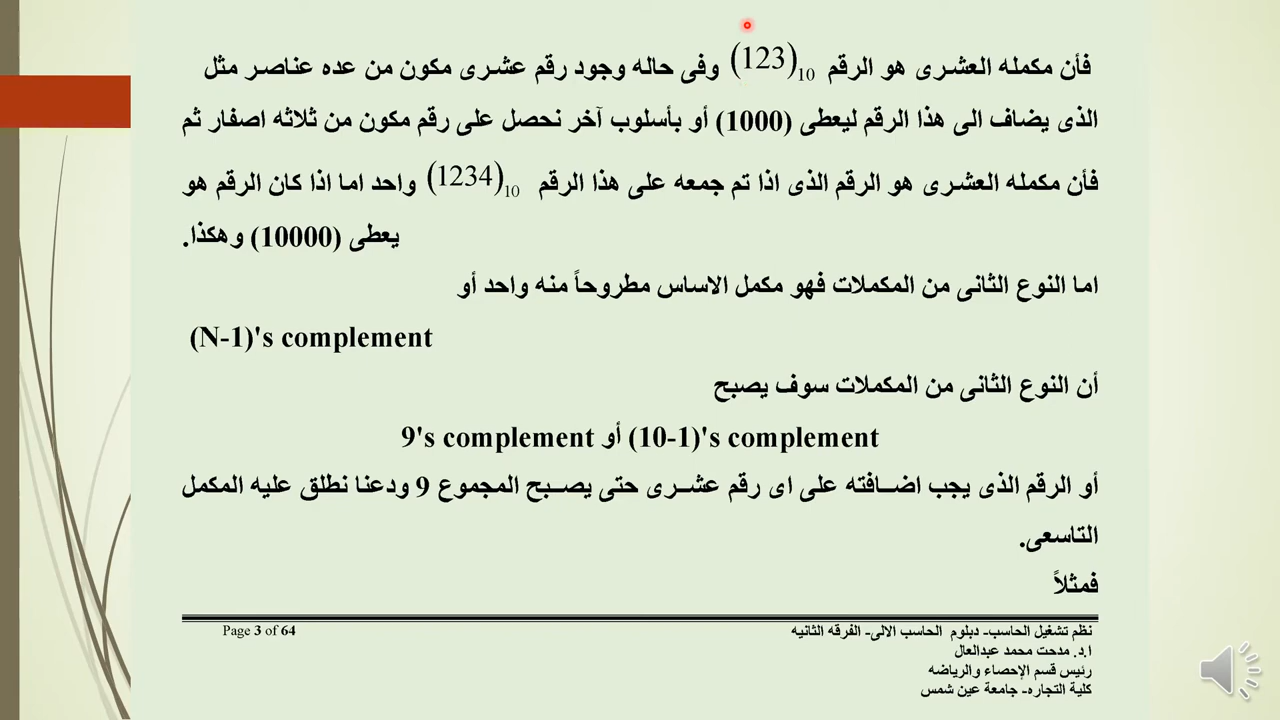 فأن مكمله العشرى هو الرقم (123)10 وفى حاله وجود رقم عشرى مكون من عده عناصر مثل
الذى يضاف الى هذا الرقم ليعطى (1000) أو بأسلوب آخر نحصل على رقم مكون من ثلاثه اصفار ثم
فأن مكمله العشرى هو الرقم الذى اذا تم جمعه على هذا الرقم (1234)10 واحد اما اذا كان الرقم هو
يعطى (10000) وهكذا.
اما النوع الثانى من المكملات فهو مكمل الاساس مطروحاً منه واحد أو
(N-1)'s complement
أن النوع الثانى من المكملات سوف يصبح
9's complement أو (10-1)'s complement
أو الرقم الذى يجب اضافته على اى رقم عشرى حتى يصبح المجموع 9 ودعنا نطلق عليه المكمل
التاسعى.
فمثلاً
نظم تشغيل الحاسب- دبلوم الحاسب الالى- الفرقه الثانيه
Page 3 of 64
ا.د. مدحت محمد عبدالعال
رئيس قسم الإحصاء والرياضه
كلية التجاره- جامعة عين شمس